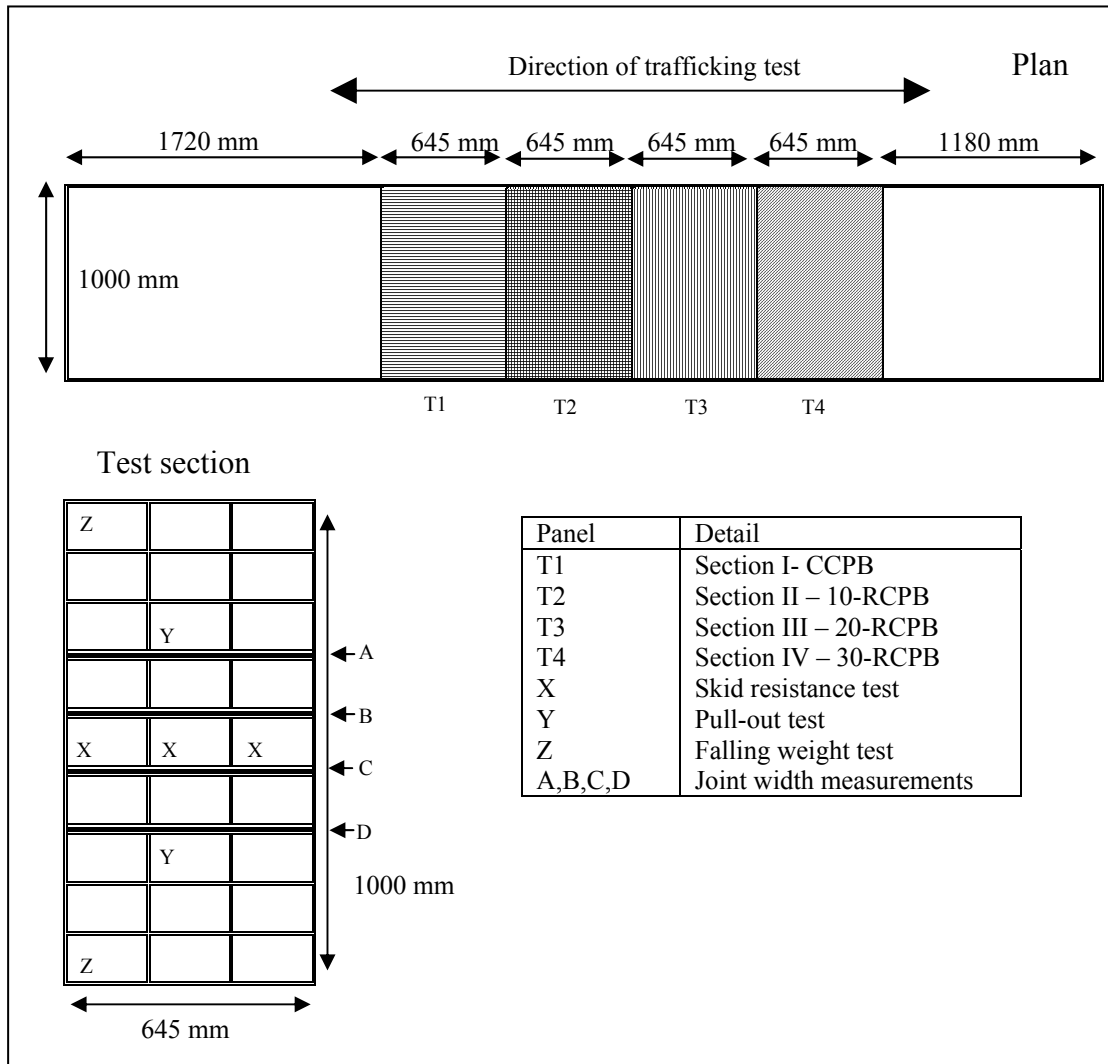 Direction of trafficking test
Plan
1720 mm
645 mm
645 mm
645 mm
645 mm
1180 mm
1000 mm
T1
T2
T3
T4
Test section
Z
Y
A
B
X X X
C
D
Y
Z
1000 mm
645 mm
Panel Detail
T1 Section I- CCPB
T2 Section II – 10-RCPB
T3 Section III – 20-RCPB
T4 Section IV – 30-RCPB
X Skid resistance test
Y Pull-out test
Z Falling weight test
A,B,C,D Joint width measurements